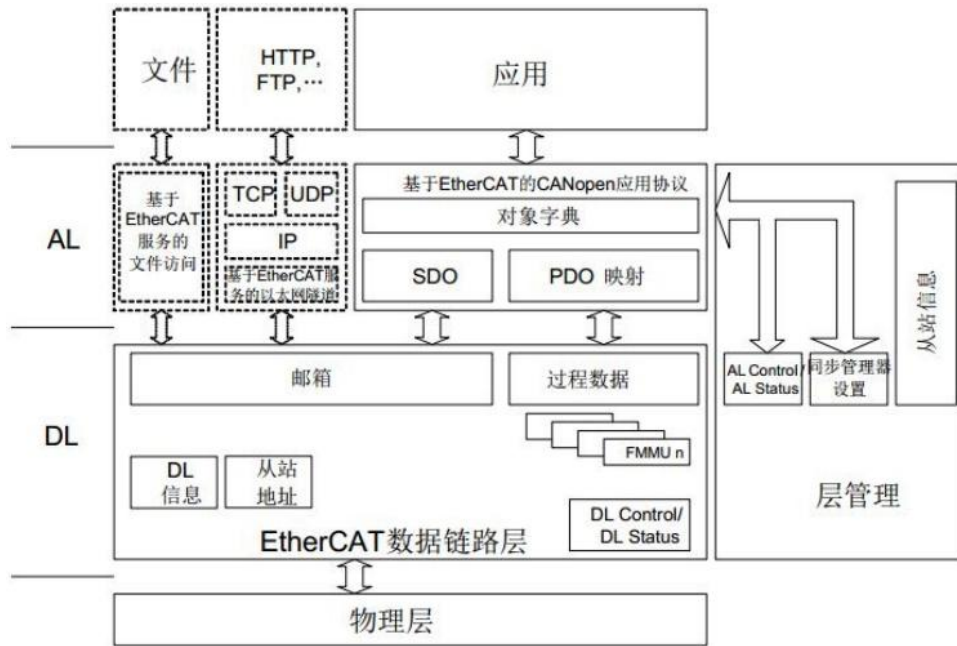 文件
HTTP,
FTP,…
应用
AL
基于
EtherCAT
服务的
文件访问
TCP
UDP
IP
基于EtherCAT服
务的以太网隧道
基于EtherCAT的CANopen应用协议
对象字典
SDO
PDO 映射
从站信息
AL Control/
AL Status
同步管理器
设置
层管理
DL
邮箱
过程数据
FMMU n
DL
信息
从站
地址
DL Control/
DL Status
EtherCAT数据链路层
物理层